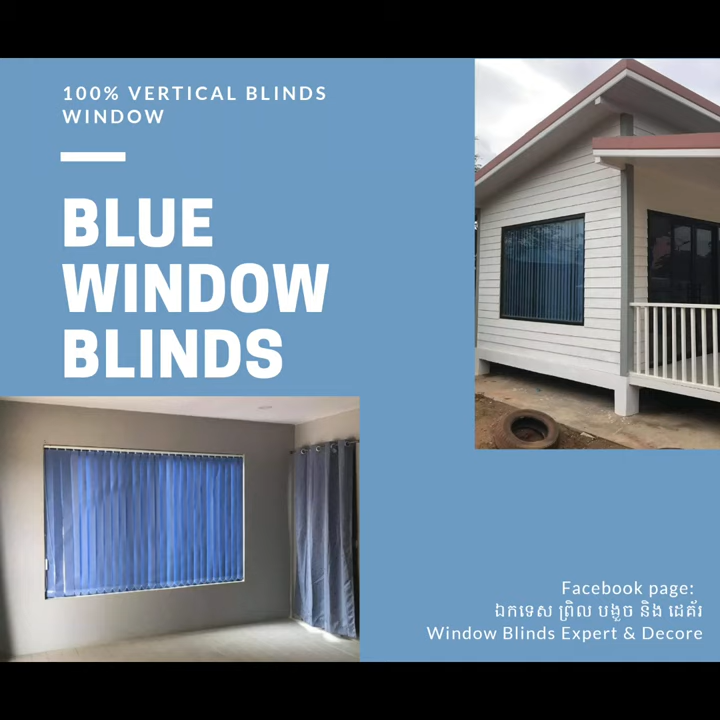 100% VERTICAL BLINDS
WINDOW
BLUE
WINDOW
BLINDS
Facebook page:
ឯកទេស ព្រិល បង្អួច និង ដេគ័រ
Window Blinds Expert & Decore